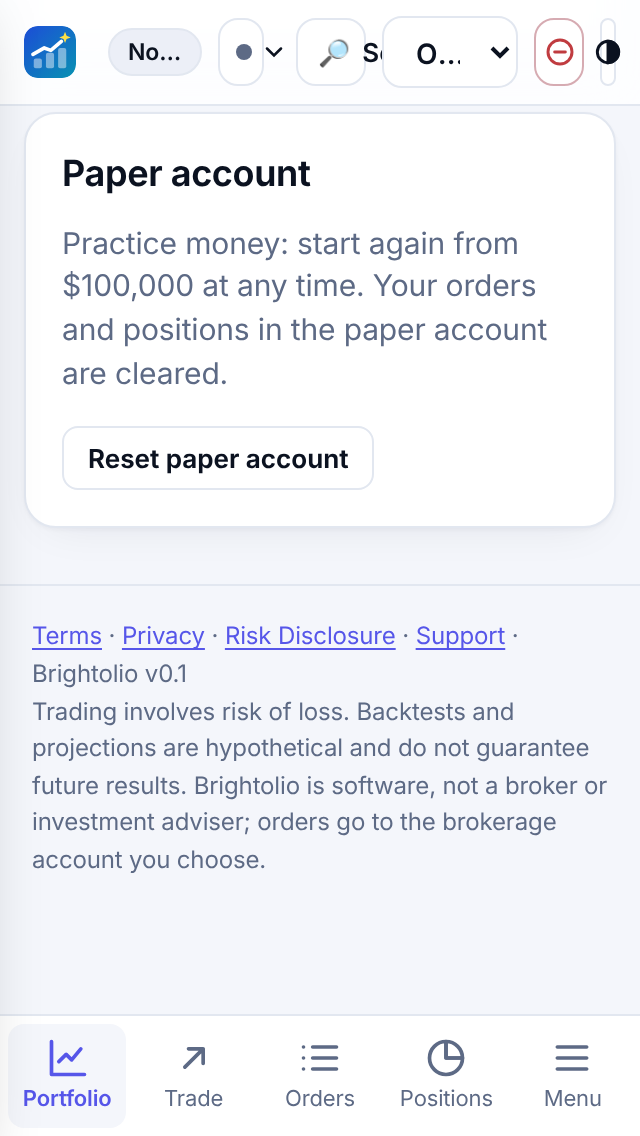 No...
O...
Paper account
Practice money: start again from
$100,000 at any time. Your orders
and positions in the paper account
are cleared.
Reset paper account
Terms · Privacy · Risk Disclosure · Support ·
Brightolio v0.1
Trading involves risk of loss. Backtests and
projections are hypothetical and do not guarantee
future results. Brightolio is software, not a broker or
investment adviser; orders go to the brokerage
account you choose.
Portfolio
Trade
Orders
Positions
Menu